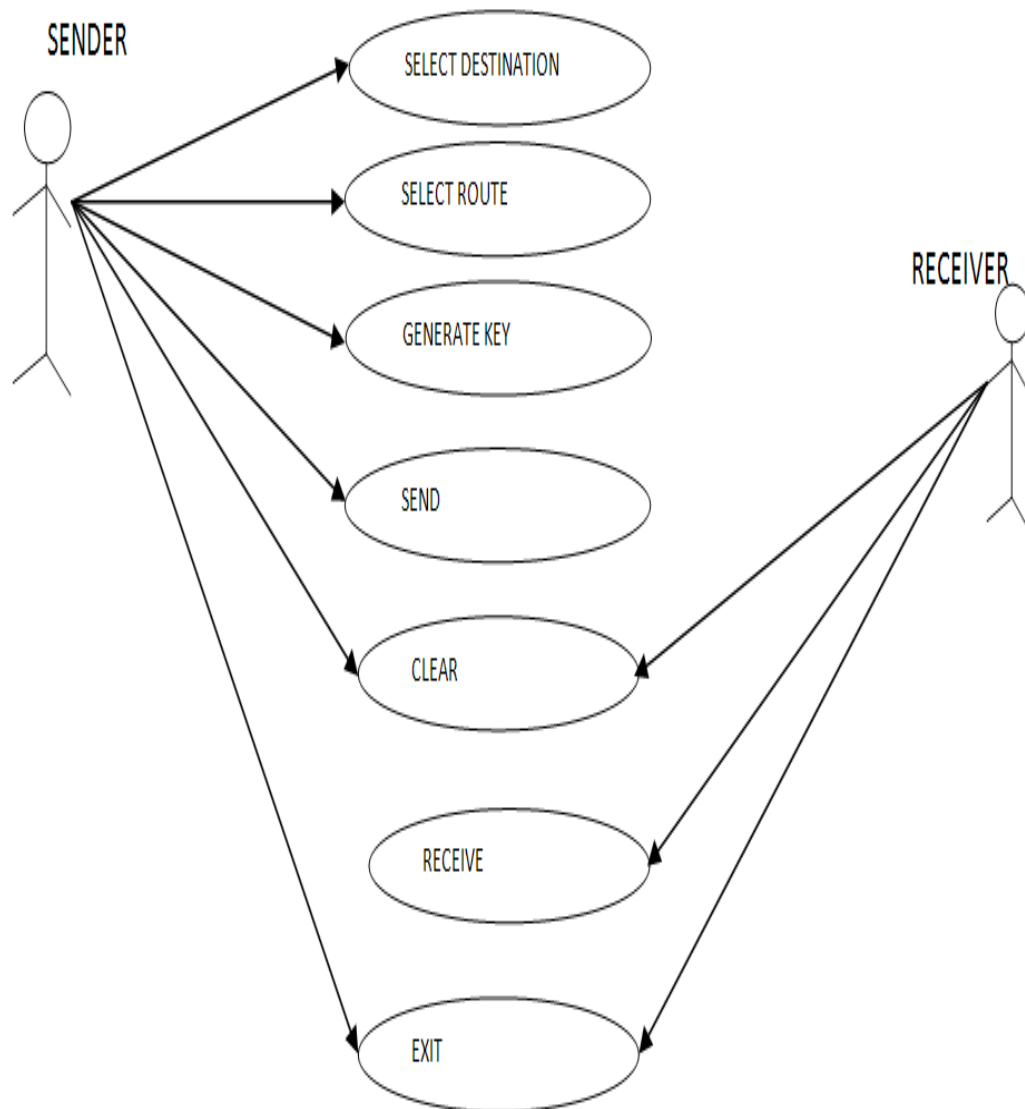 SENDER
SELECT DESTINATION
SELECT ROUTE
RECEIVER
GENERATE KEY
SEND
CLEAR
RECEIVE
EXIT